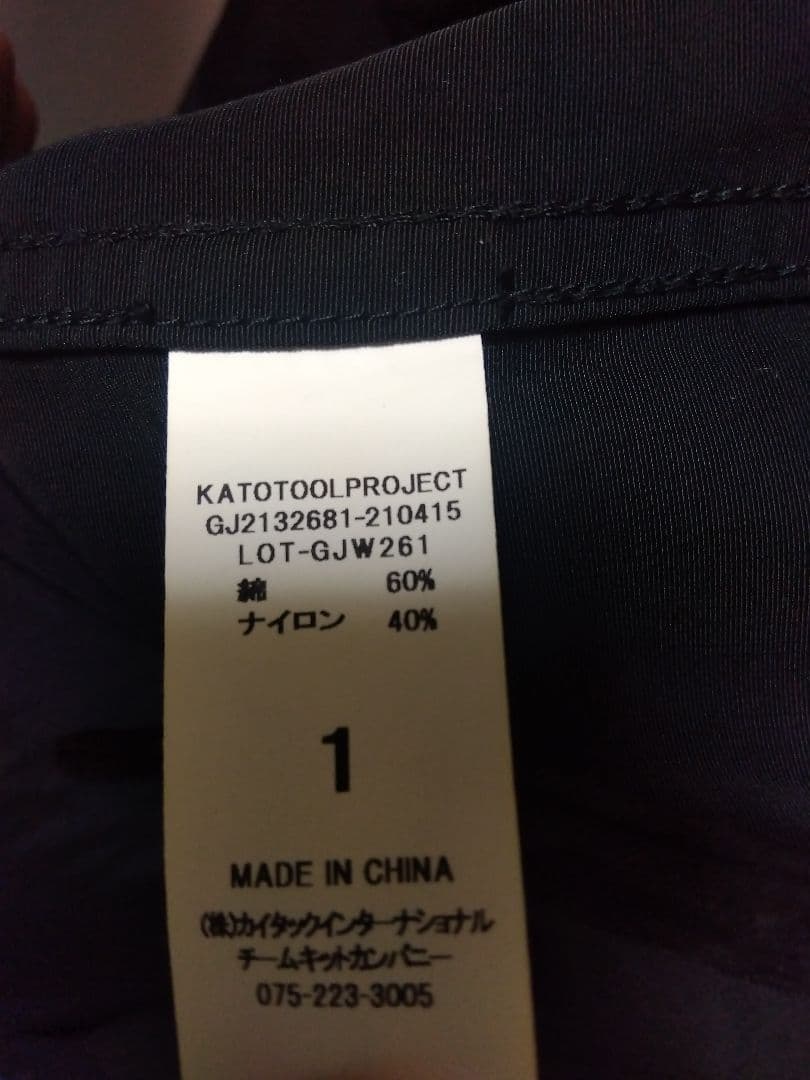 KATOTOOLPROJECT
GJ2132681-210415
LOT-GJW261
綿 60%
ナイロン 40%
1
MADE IN CHINA
(株)カイタックインターナショナル
チームキットカンパニー
075-223-3005